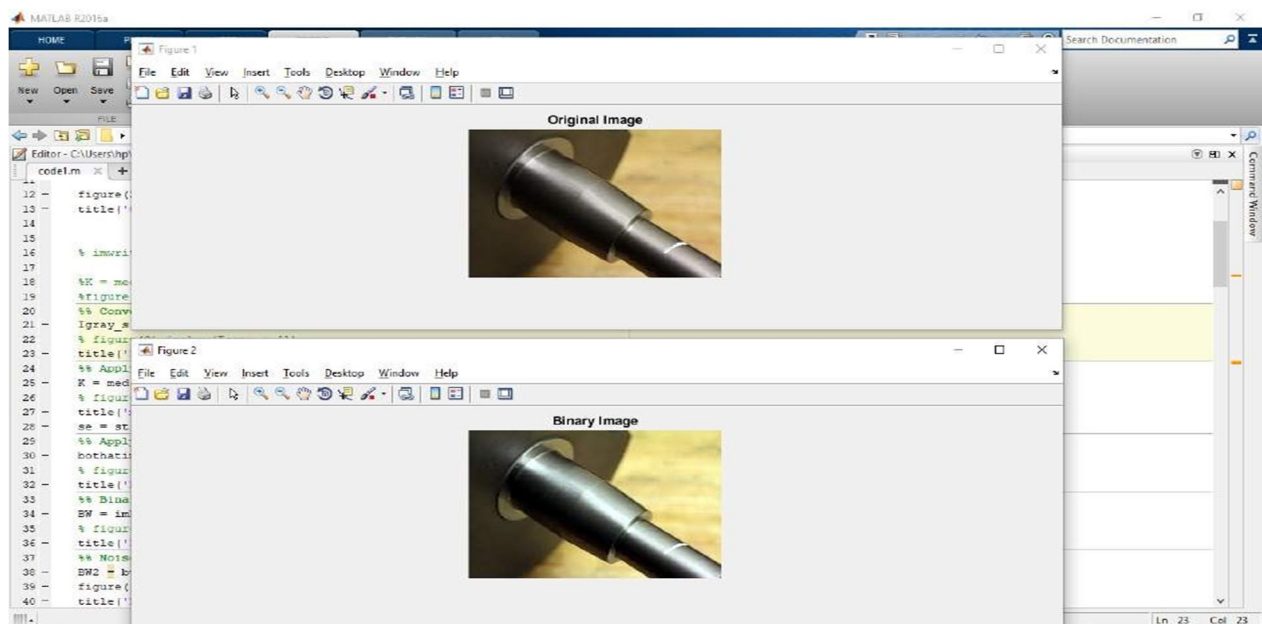 MATLAB R2016a
HOME
Search Documentation
New Open Save
FILE
Figure 1
File Edit View Insert Tools Desktop Window Help
Original Image
Editor - C:\Users\hp\
code1.m
Command Window
12 - figure(
13 - title('
14
15
16 % imwri
17
18 %K = me
19 %figure
20 %% Conv
21 - Igray_s
22 % figur
23 - title('
24 %% Appl
25 - K = med
26 % figur
27 - title('
28 - se = st
29 %% Appl
30 - bothati
31 % figur
32 - title('
33 %% Bina
34 - BW = im
35 % figur
36 - title('
37 %% Nois
38 - BW2 = b
39 - figure(
40 - title('
Figure 2
File Edit View Insert Tools Desktop Window Help
Binary Image
Ln 23 Col 23